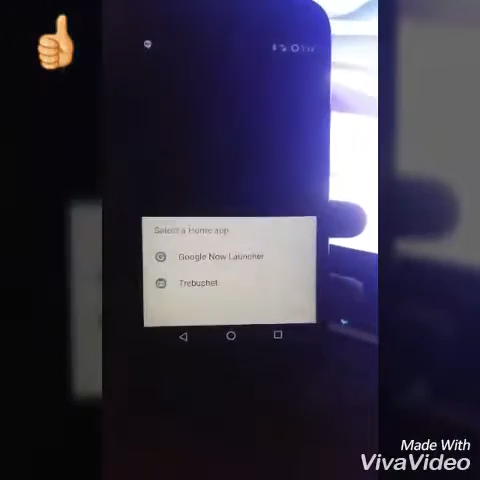 Select a Home app
Google Now Launcher
Trebuchet
Made With
VivaVideo